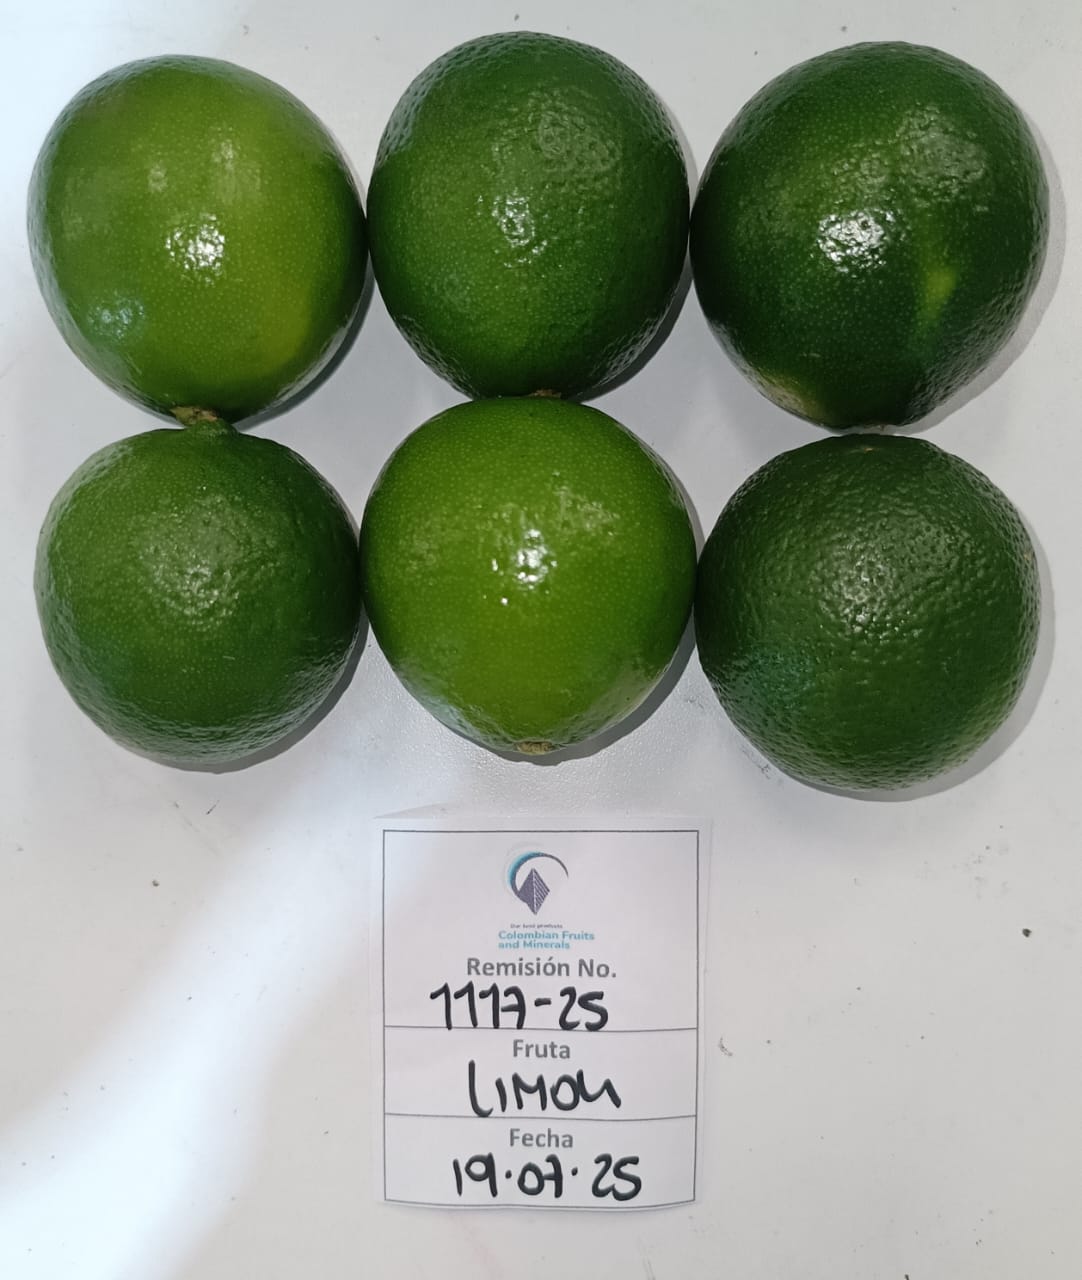 Our best products
Colombian Fruits
and Minerals
Remisión No.
1117-25
Fruta
LIMON
Fecha
19.07.25